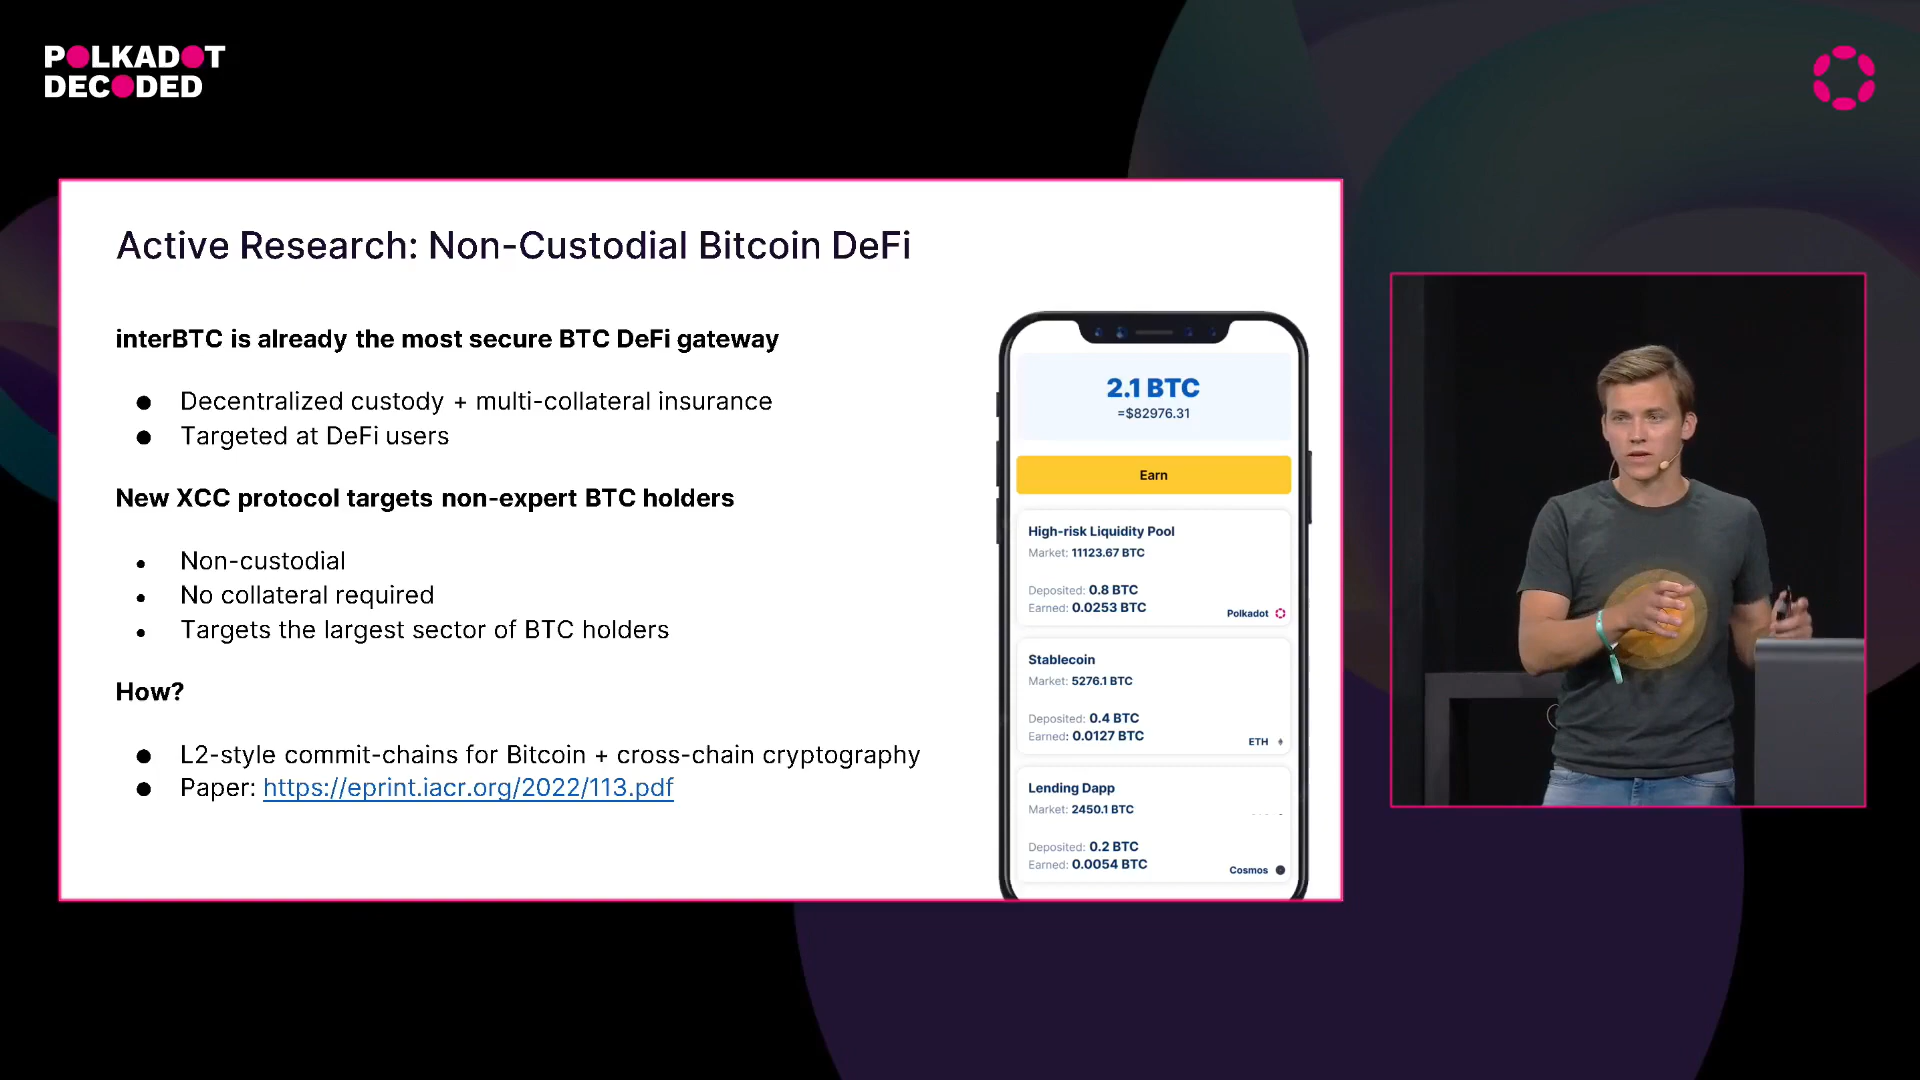 POLKADOT
DECODED
Active Research: Non-Custodial Bitcoin DeFi
interBTC is already the most secure BTC DeFi gateway
● Decentralized custody + multi-collateral insurance
● Targeted at DeFi users
New XCC protocol targets non-expert BTC holders
● Non-custodial
● No collateral required
● Targets the largest sector of BTC holders
How?
● L2-style commit-chains for Bitcoin + cross-chain cryptography
● Paper: https://eprint.iacr.org/2022/113.pdf
2.1 BTC
=$82976.31
Earn
High-risk Liquidity Pool
Market: 11123.67 BTC
Deposited: 0.8 BTC
Earned: 0.0253 BTC
Polkadot
Stablecoin
Market: 5276.1 BTC
Deposited: 0.4 BTC
Earned: 0.0127 BTC
ETH
Lending Dapp
Market: 2450.1 BTC
Deposited: 0.2 BTC
Earned: 0.0054 BTC
Cosmos